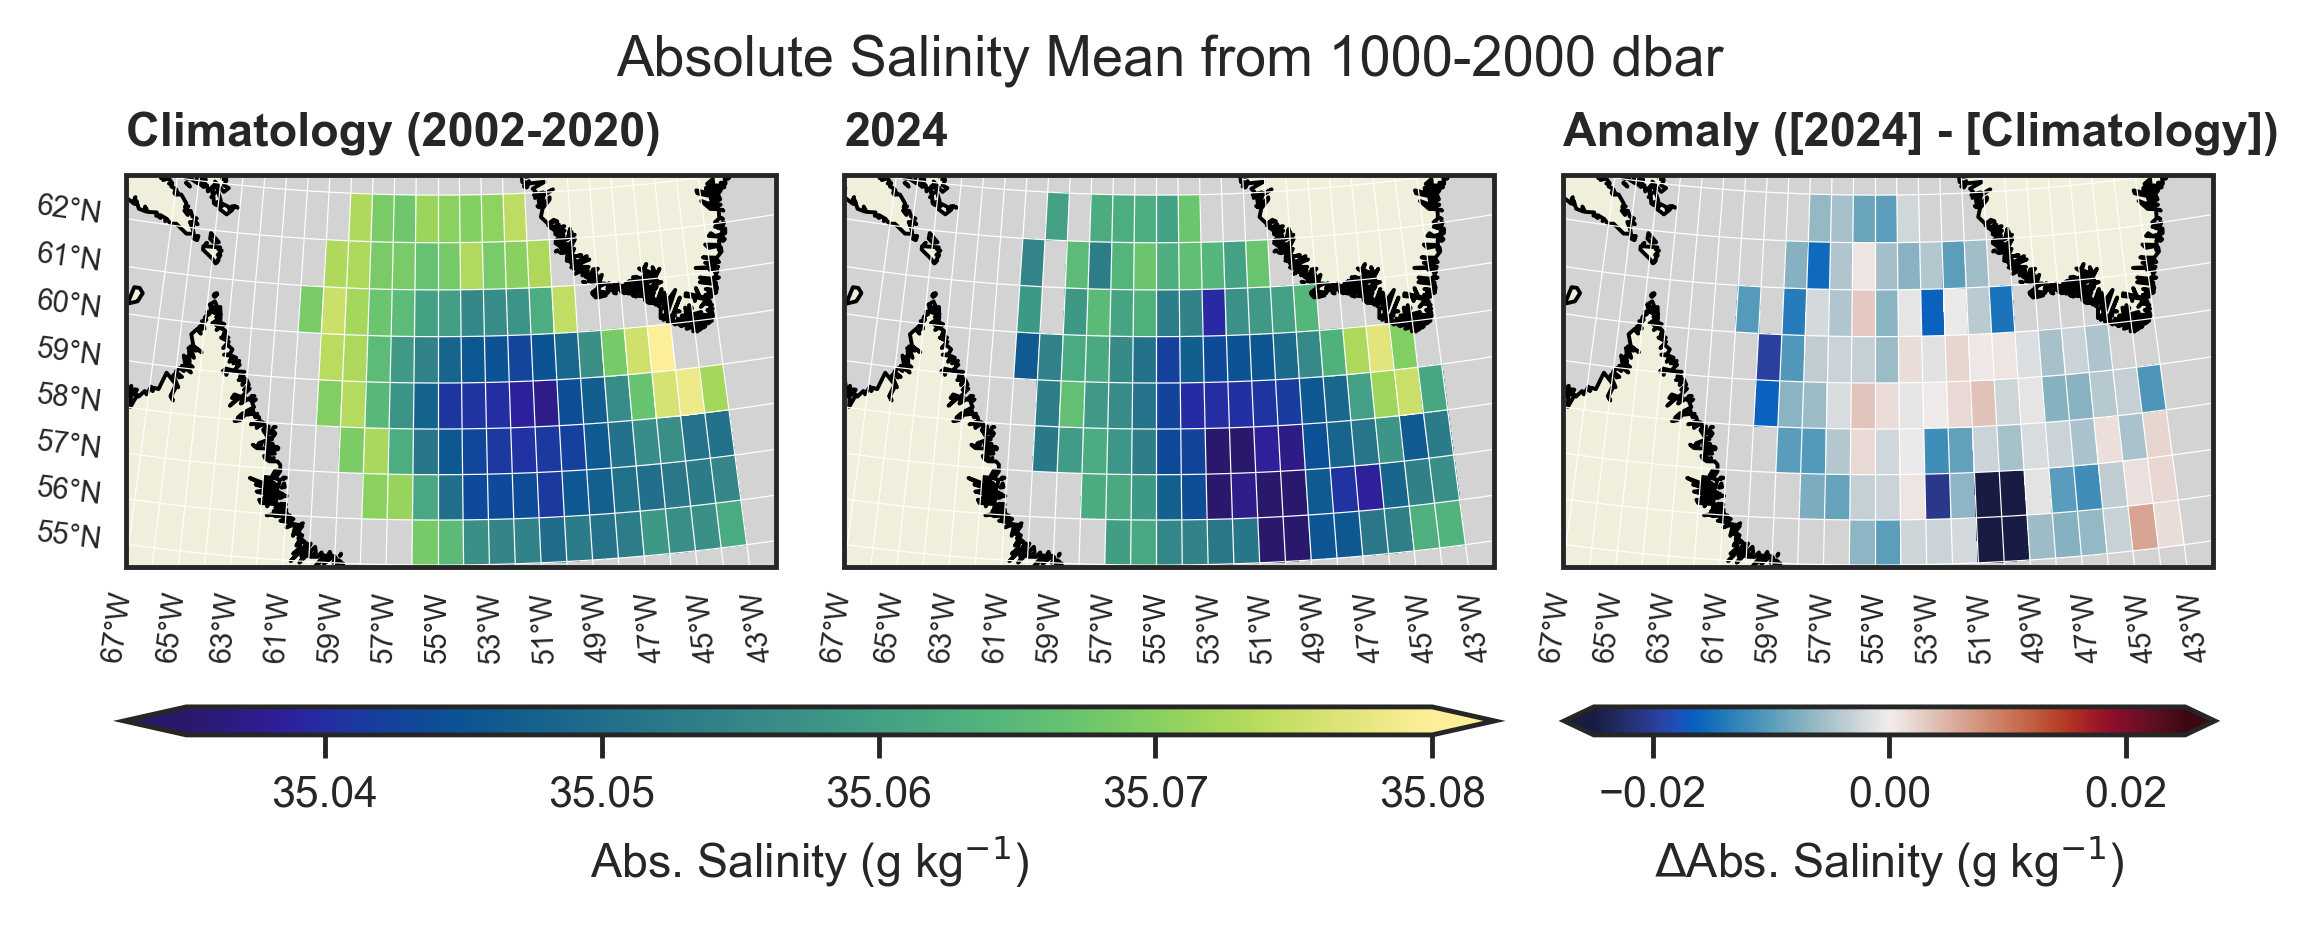 Absolute Salinity Mean from 1000-2000 dbar
Climatology (2002-2020)
2024
Anomaly ([2024] - [Climatology])
62°N
61°N
60°N
59°N
58°N
57°N
56°N
55°N
67°W 65°W 63°W 61°W 59°W 57°W 55°W 53°W 51°W 49°W 47°W 45°W 43°W
67°W 65°W 63°W 61°W 59°W 57°W 55°W 53°W 51°W 49°W 47°W 45°W 43°W
67°W 65°W 63°W 61°W 59°W 57°W 55°W 53°W 51°W 49°W 47°W 45°W 43°W
35.04 35.05 35.06 35.07 35.08
Abs. Salinity (g kg⁻¹)
−0.02 0.00 0.02
ΔAbs. Salinity (g kg⁻¹)